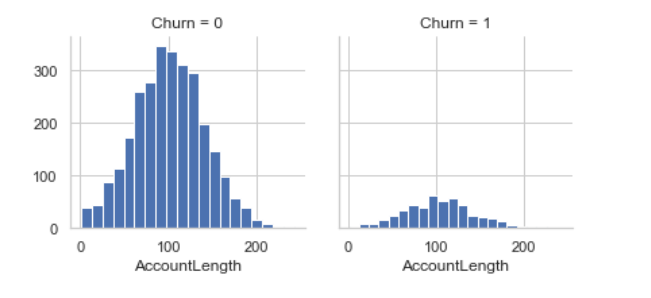 Churn = 0
Churn = 1
300
200
100
0
0 100 200
0 100 200
AccountLength
AccountLength